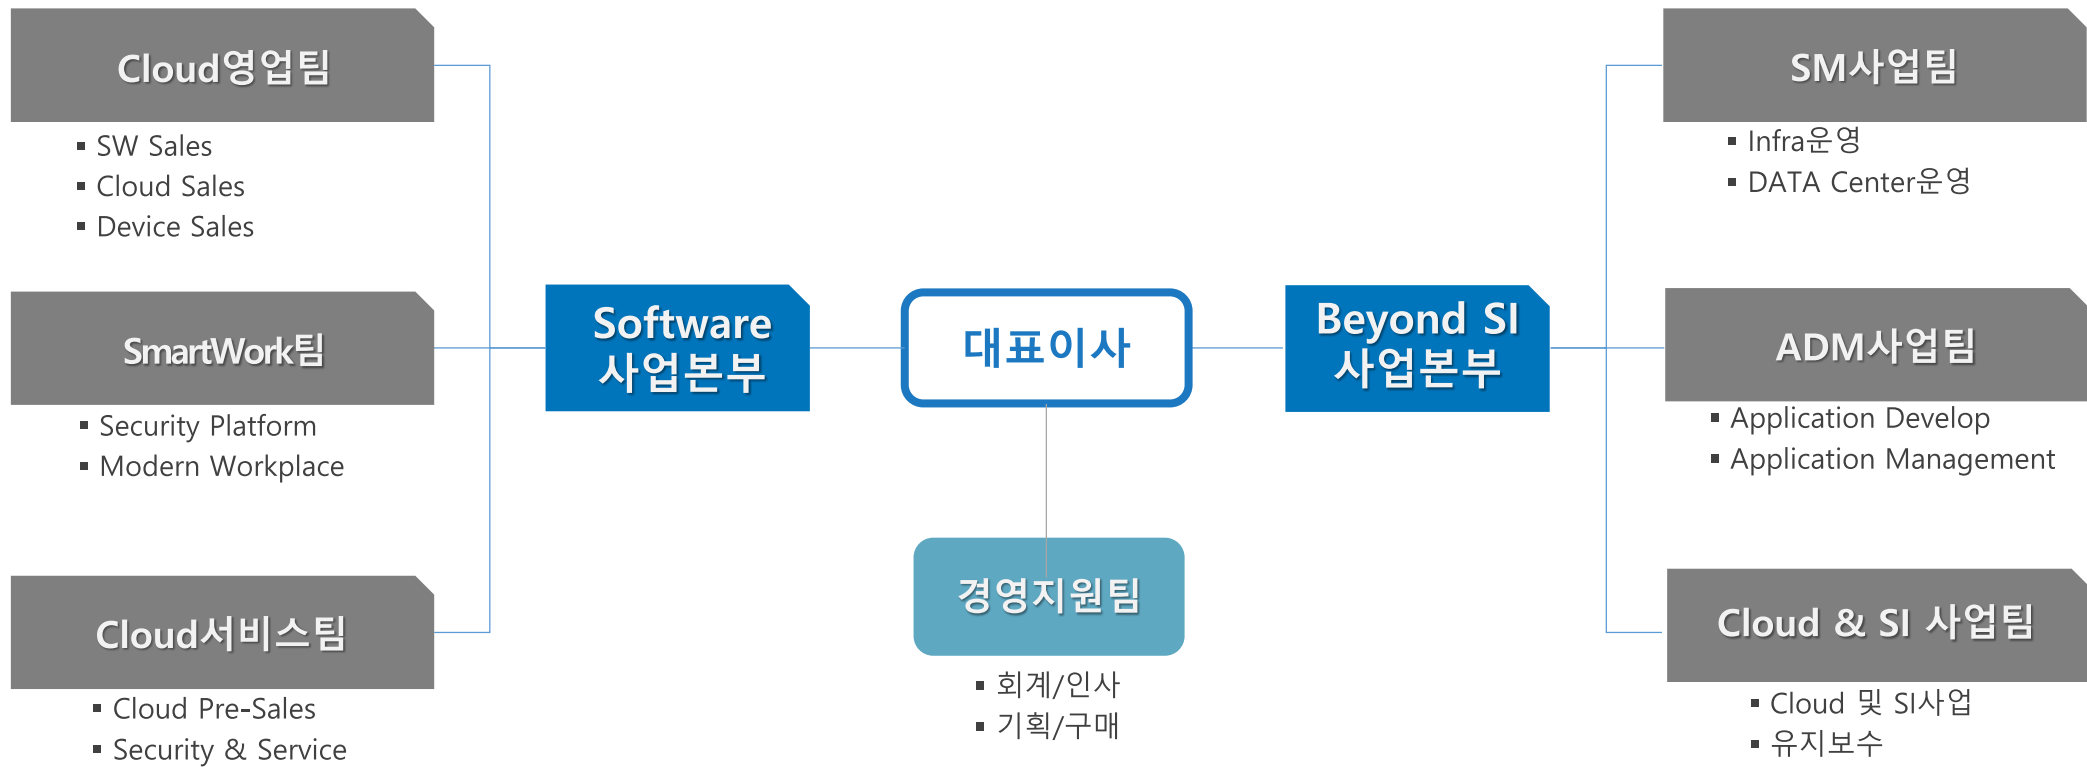 Cloud영업팀
▪ SW Sales
▪ Cloud Sales
▪ Device Sales
SmartWork팀
▪ Security Platform
▪ Modern Workplace
Cloud서비스팀
▪ Cloud Pre-Sales
▪ Security & Service
Software
사업본부
대표이사
경영지원팀
▪ 회계/인사
▪ 기획/구매
Beyond SI
사업본부
SM사업팀
▪ Infra운영
▪ DATA Center운영
ADM사업팀
▪ Application Develop
▪ Application Management
Cloud & SI 사업팀
▪ Cloud 및 SI사업
▪ 유지보수